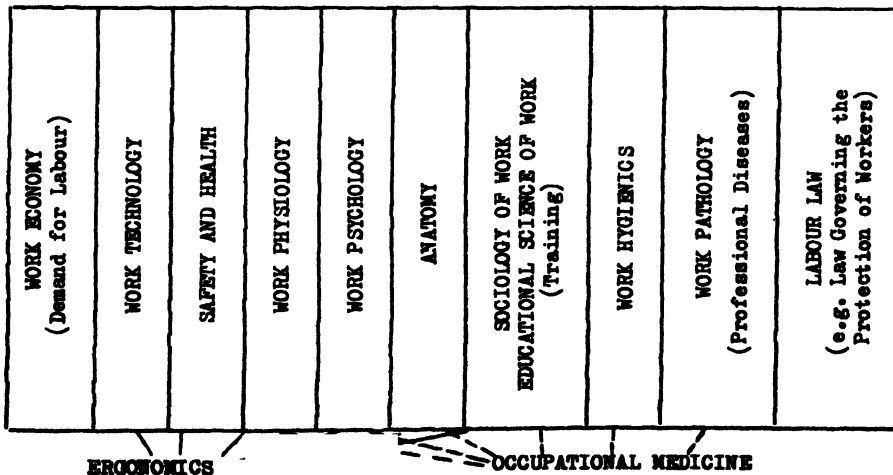 WORK ECONOMY
(Demand for Labour)
WORK TECHNOLOGY
SAFETY AND HEALTH
WORK PHYSIOLOGY
WORK PSYCHOLOGY
ANATOMY
SOCIOLOGY OF WORK
EDUCATIONAL SCIENCE OF WORK
(Training)
WORK HYGIENICS
WORK PATHOLOGY
(Professional Diseases)
LABOUR LAW
(e.g. Law Governing the
Protection of Workers)
ERGONOMICS
OCCUPATIONAL MEDICINE